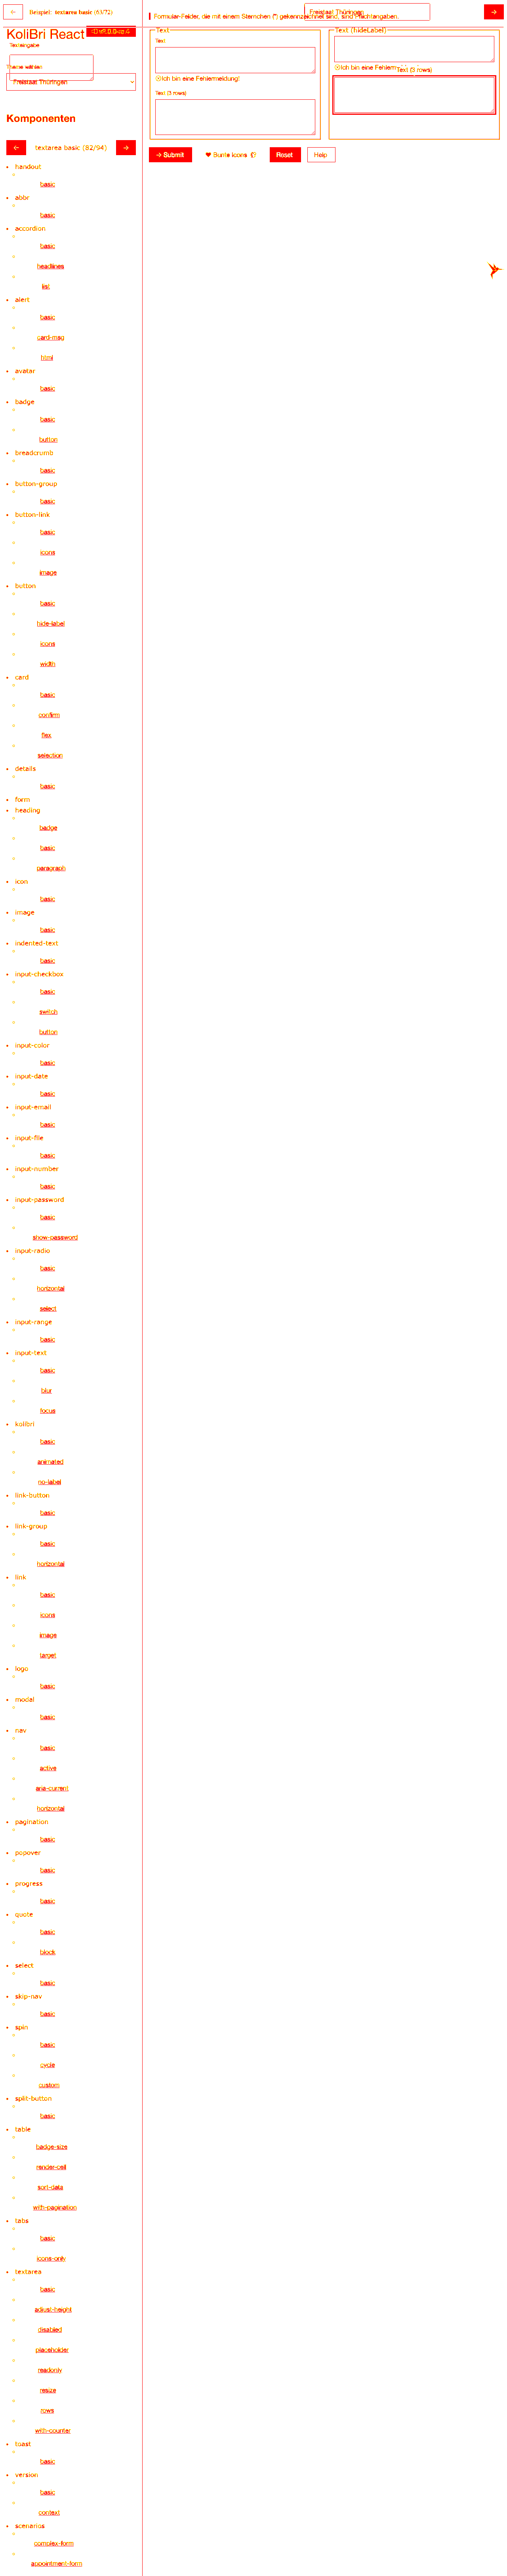 ← Beispiel textarea basic (63/72) →
KoliBri React
Texteingabe
Theme wählen
Freistaat Thüringen
Freistaat Thüringen
Komponenten
← textarea basic (82/94) →
handout
basic
abbr
basic
accordion
basic
headlines
list
alert
basic
card-msg
html
avatar
basic
badge
basic
button
breadcrumb
basic
button-group
basic
button-link
basic
icons
image
button
basic
hide-label
icons
width
card
basic
confirm
flex
selection
details
basic
form
heading
badge
basic
paragraph
icon
basic
image
basic
indented-text
basic
input-checkbox
basic
switch
button
input-color
basic
input-date
basic
input-email
basic
input-file
basic
input-number
basic
input-password
basic
show-password
input-radio
basic
horizontal
select
input-range
basic
input-text
basic
blur
focus
kolibri
basic
animated
no-label
link-button
basic
link-group
basic
horizontal
link
basic
icons
image
target
logo
basic
modal
basic
nav
basic
active
aria-current
horizontal
pagination
basic
popover
basic
progress
basic
quote
basic
block
select
basic
skip-nav
basic
spin
basic
cycle
custom
split-button
basic
table
badge-size
render-cell
sort-data
with-pagination
tabs
basic
icons-only
textarea
basic
adjust-height
disabled
placeholder
readonly
resize
rows
with-counter
toast
basic
version
basic
context
scenarios
complex-form
appointment-form
Formular-Felder, die mit einem Sternchen (*) gekennzeichnet sind, sind Pflichtangaben.
Text
Text
Ich bin eine Fehlermeldung!
Text (3 rows)
Text (hideLabel)
Ich bin eine Fehlerm
Text (3 rows)
→ Submit
Bunte icons
Reset
Help